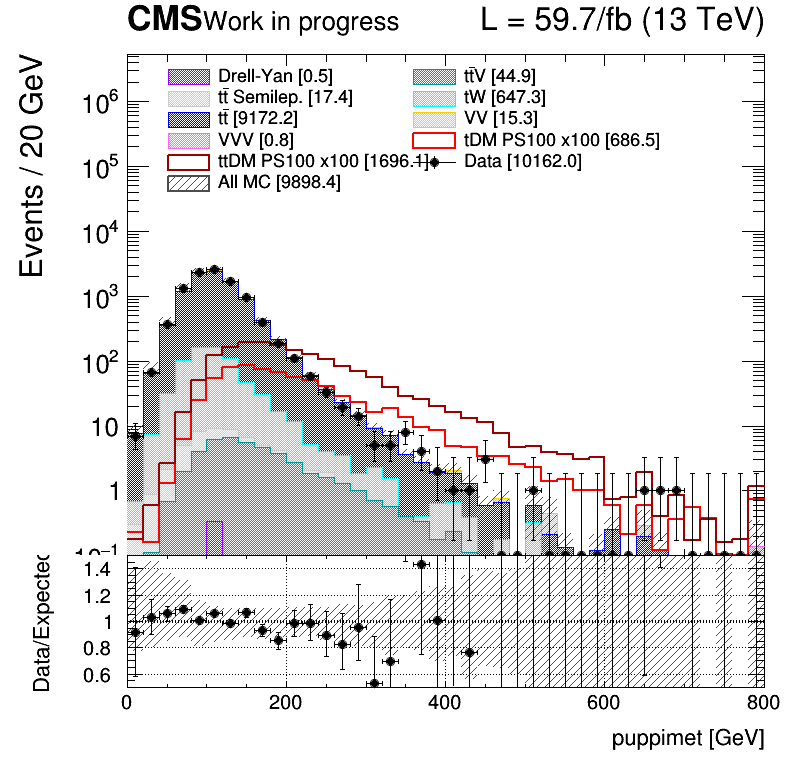 CMS Work in progress L = 59.7/fb (13 TeV)
Events / 20 GeV
Drell-Yan [0.5] tt̄V [44.9]
tt̄ Semilep. [17.4] tW [647.3]
tt̄ [9172.2] VV [15.3]
VVV [0.8] tDM PS100 x100 [686.5]
ttDM PS100 x100 [1696.1] Data [10162.0]
All MC [9898.4]
10⁶
10⁵
10⁴
10³
10²
10
1
10⁻¹
Data/Expected
1.4
1.2
1
0.8
0.6
0 200 400 600 800
puppimet [GeV]